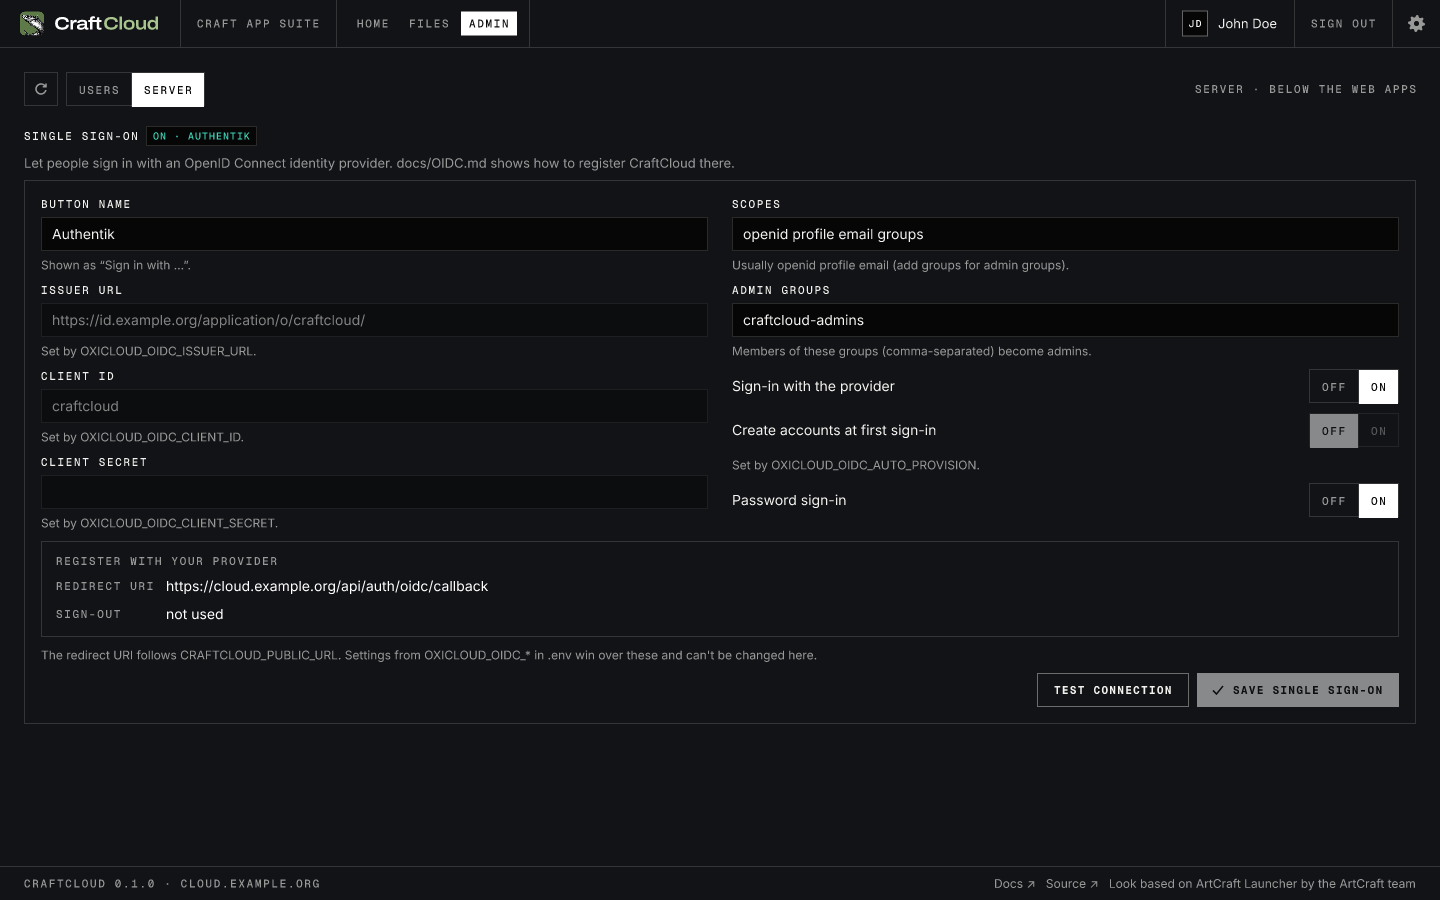 CraftCloud
CRAFT APP SUITE
HOME
FILES
ADMIN
JD
John Doe
SIGN OUT
USERS
SERVER
SERVER · BELOW THE WEB APPS
SINGLE SIGN-ON
ON · AUTHENTIK
Let people sign in with an OpenID Connect identity provider. docs/OIDC.md shows how to register CraftCloud there.
BUTTON NAME
Authentik
Shown as “Sign in with …”.
ISSUER URL
https://id.example.org/application/o/craftcloud/
Set by OXICLOUD_OIDC_ISSUER_URL.
CLIENT ID
craftcloud
Set by OXICLOUD_OIDC_CLIENT_ID.
CLIENT SECRET
Set by OXICLOUD_OIDC_CLIENT_SECRET.
SCOPES
openid profile email groups
Usually openid profile email (add groups for admin groups).
ADMIN GROUPS
craftcloud-admins
Members of these groups (comma-separated) become admins.
Sign-in with the provider
OFF
ON
Create accounts at first sign-in
OFF
ON
Set by OXICLOUD_OIDC_AUTO_PROVISION.
Password sign-in
OFF
ON
REGISTER WITH YOUR PROVIDER
REDIRECT URI https://cloud.example.org/api/auth/oidc/callback
SIGN-OUT not used
The redirect URI follows CRAFTCLOUD_PUBLIC_URL. Settings from OXICLOUD_OIDC_* in .env win over these and can't be changed here.
TEST CONNECTION
SAVE SINGLE SIGN-ON
CRAFTCLOUD 0.1.0 · CLOUD.EXAMPLE.ORG
Docs ↗
Source ↗
Look based on ArtCraft Launcher by the ArtCraft team